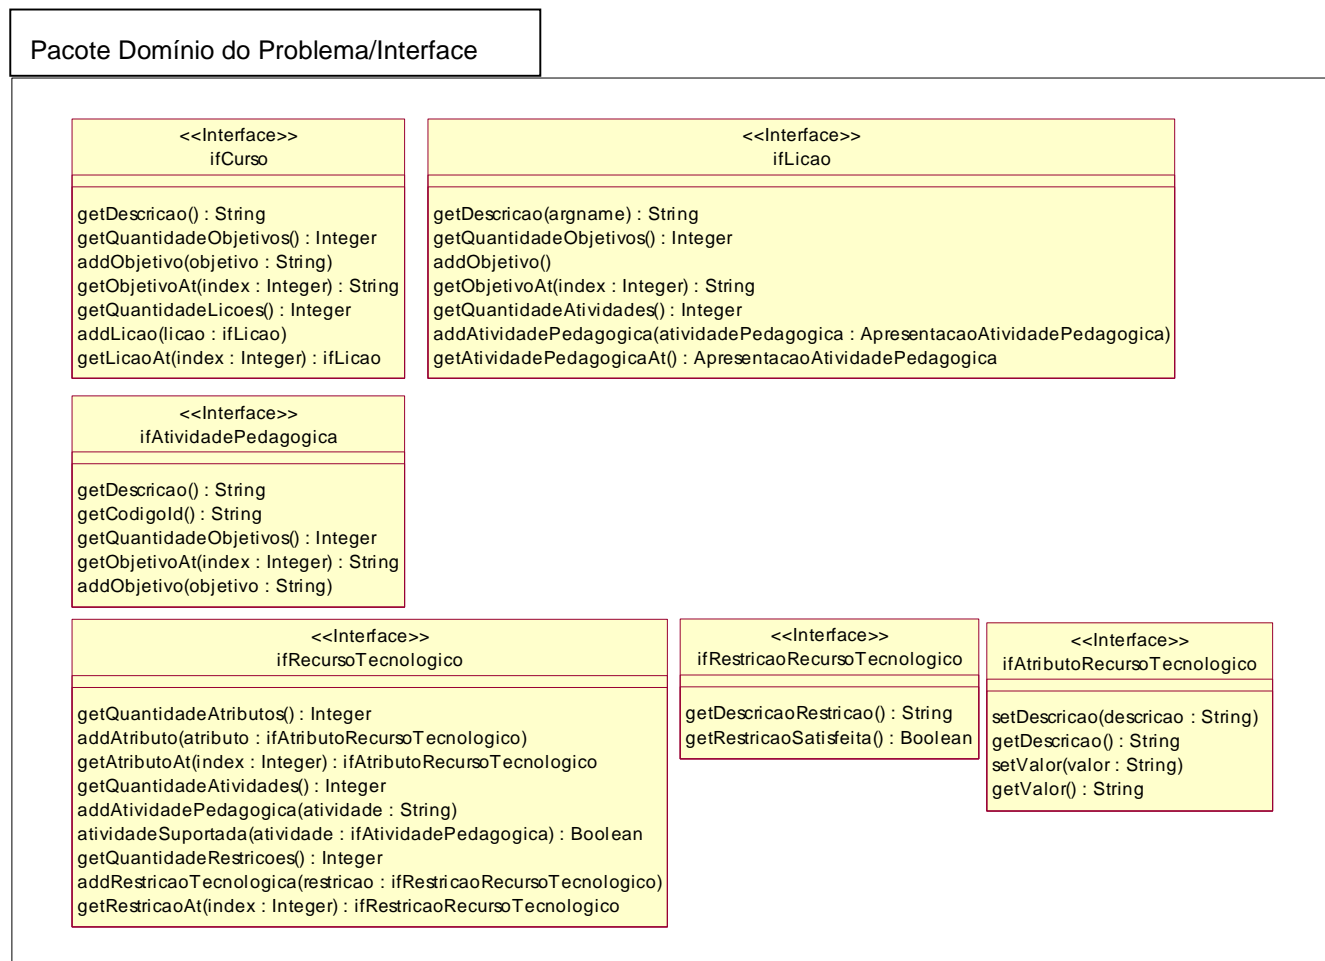 Pacote Domínio do Problema/Interface
<<Interface>>
ifCurso
getDescricao() : String
getQuantidadeObjetivos() : Integer
addObjetivo(objetivo : String)
getObjetivoAt(index : Integer) : String
getQuantidadeLicoes() : Integer
addLicao(licao : ifLicao)
getLicaoAt(index : Integer) : ifLicao
<<Interface>>
ifLicao
getDescricao(argname) : String
getQuantidadeObjetivos() : Integer
addObjetivo()
getObjetivoAt(index : Integer) : String
getQuantidadeAtividades() : Integer
addAtividadePedagogica(atividadePedagogica : ApresentacaoAtividadePedagogica)
getAtividadePedagogicaAt() : ApresentacaoAtividadePedagogica
<<Interface>>
ifAtividadePedagogica
getDescricao() : String
getCodigoId() : String
getQuantidadeObjetivos() : Integer
getObjetivoAt(index : Integer) : String
addObjetivo(objetivo : String)
<<Interface>>
ifRecursoTecnologico
getQuantidadeAtributos() : Integer
addAtributo(atributo : ifAtributoRecursoTecnologico)
getAtributoAt(index : Integer) : ifAtributoRecursoTecnologico
getQuantidadeAtividades() : Integer
addAtividadePedagogica(atividade : String)
atividadeSuportada(atividade : ifAtividadePedagogica) : Boolean
getQuantidadeRestricoes() : Integer
addRestricaoTecnologica(restricao : ifRestricaoRecursoTecnologico)
getRestricaoAt(index : Integer) : ifRestricaoRecursoTecnologico
<<Interface>>
ifRestricaoRecursoTecnologico
getDescricaoRestricao() : String
getRestricaoSatisfeita() : Boolean
<<Interface>>
ifAtributoRecursoTecnologico
setDescricao(descricao : String)
getDescricao() : String
setValor(valor : String)
getValor() : String